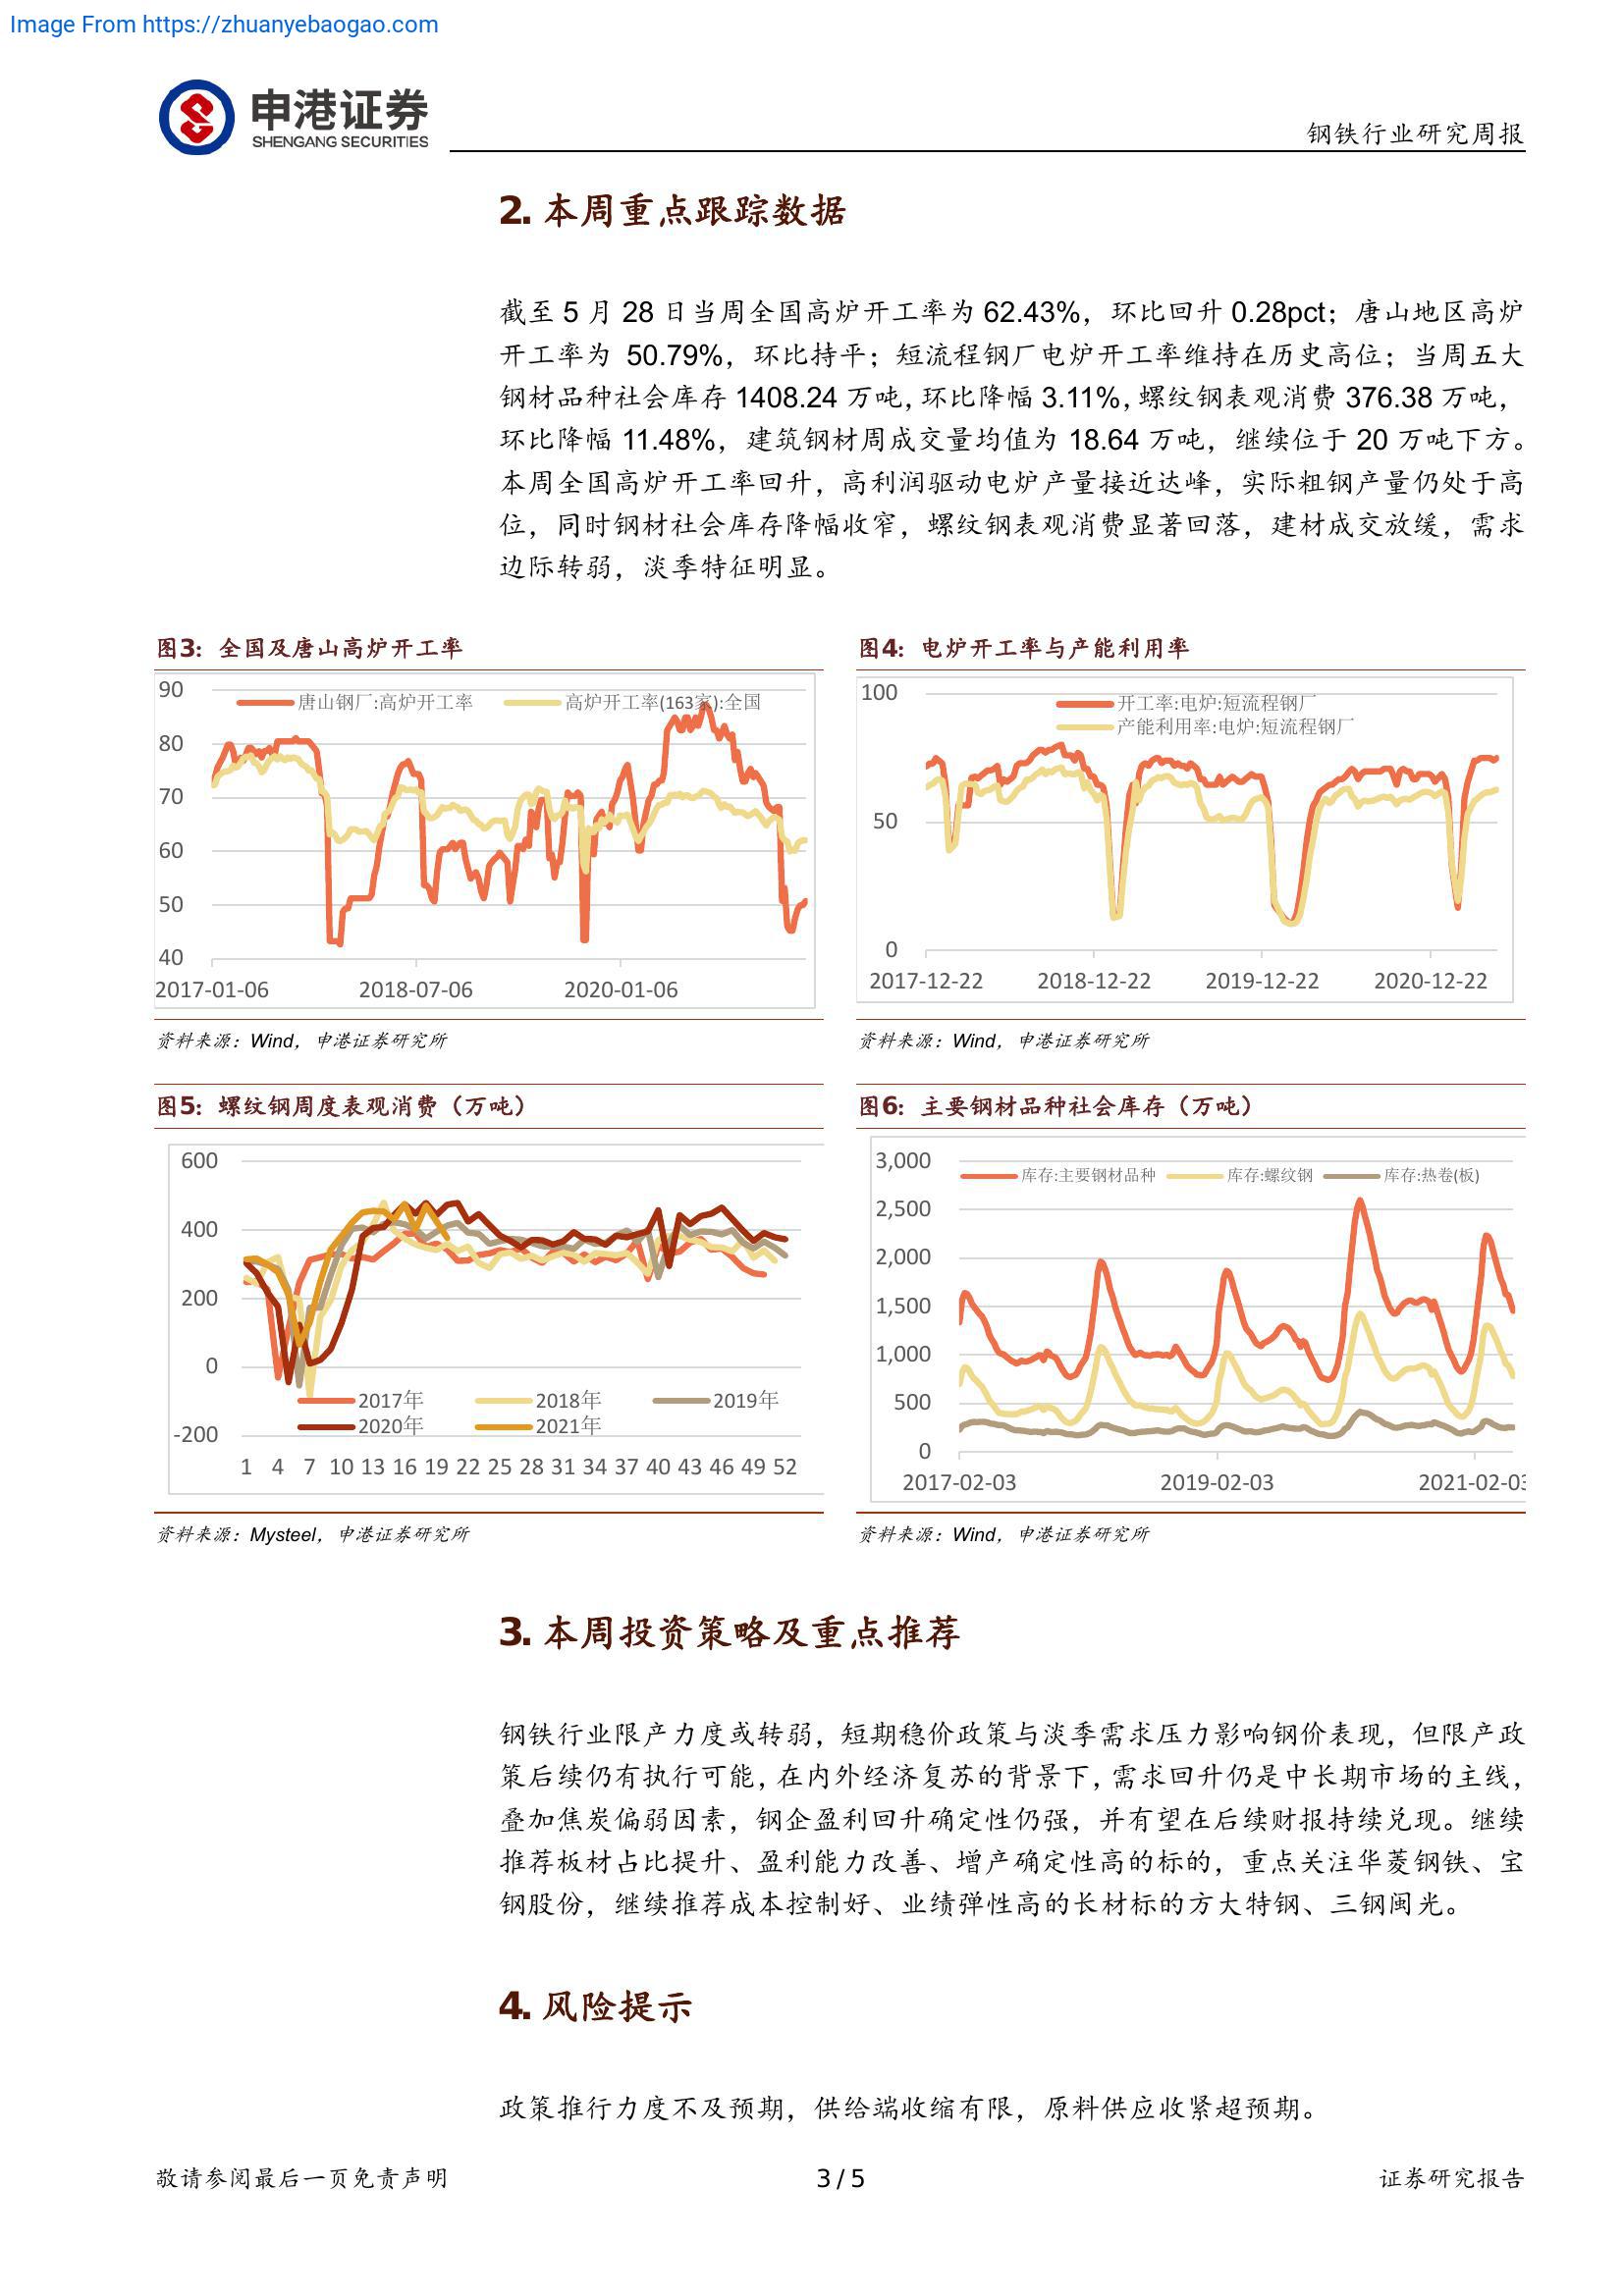 Image From https://zhuanyebaogao.com
申港证券
SHENGANG SECURITIES
钢铁行业研究周报
2. 本周重点跟踪数据
截至 5 月 28 日当周全国高炉开工率为 62.43%，环比回升 0.28pct；唐山地区高炉
开工率为 50.79%，环比持平；短流程钢厂电炉开工率维持在历史高位；当周五大
钢材品种社会库存 1408.24 万吨，环比降幅 3.11%，螺纹钢表观消费 376.38 万吨，
环比降幅 11.48%，建筑钢材周成交量均值为 18.64 万吨，继续位于 20 万吨下方。
本周全国高炉开工率回升，高利润驱动电炉产量接近达峰，实际粗钢产量仍处于高
位，同时钢材社会库存降幅收窄，螺纹钢表观消费显著回落，建材成交放缓，需求
边际转弱，淡季特征明显。
图3：全国及唐山高炉开工率
90
80
70
60
50
40
唐山钢厂:高炉开工率
高炉开工率(163家):全国
2017-01-06 2018-07-06 2020-01-06
资料来源：Wind，申港证券研究所
图4：电炉开工率与产能利用率
100
50
0
开工率:电炉:短流程钢厂
产能利用率:电炉:短流程钢厂
2017-12-22 2018-12-22 2019-12-22 2020-12-22
资料来源：Wind，申港证券研究所
图5：螺纹钢周度表观消费（万吨）
600
400
200
0
-200
2017年 2018年 2019年
2020年 2021年
1 4 7 10 13 16 19 22 25 28 31 34 37 40 43 46 49 52
资料来源：Mysteel，申港证券研究所
图6：主要钢材品种社会库存（万吨）
3,000
2,500
2,000
1,500
1,000
500
0
库存:主要钢材品种 库存:螺纹钢 库存:热卷(板)
2017-02-03 2019-02-03 2021-02-03
资料来源：Wind，申港证券研究所
3. 本周投资策略及重点推荐
钢铁行业限产力度或转弱，短期稳价政策与淡季需求压力影响钢价表现，但限产政
策后续仍有执行可能，在内外经济复苏的背景下，需求回升仍是中长期市场的主线，
叠加焦炭偏弱因素，钢企盈利回升确定性仍强，并有望在后续财报持续兑现。继续
推荐板材占比提升、盈利能力改善、增产确定性高的标的，重点关注华菱钢铁、宝
钢股份，继续推荐成本控制好、业绩弹性高的长材标的方大特钢、三钢闽光。
4. 风险提示
政策推行力度不及预期，供给端收缩有限，原料供应收紧超预期。
敬请参阅最后一页免责声明
3 / 5
证券研究报告